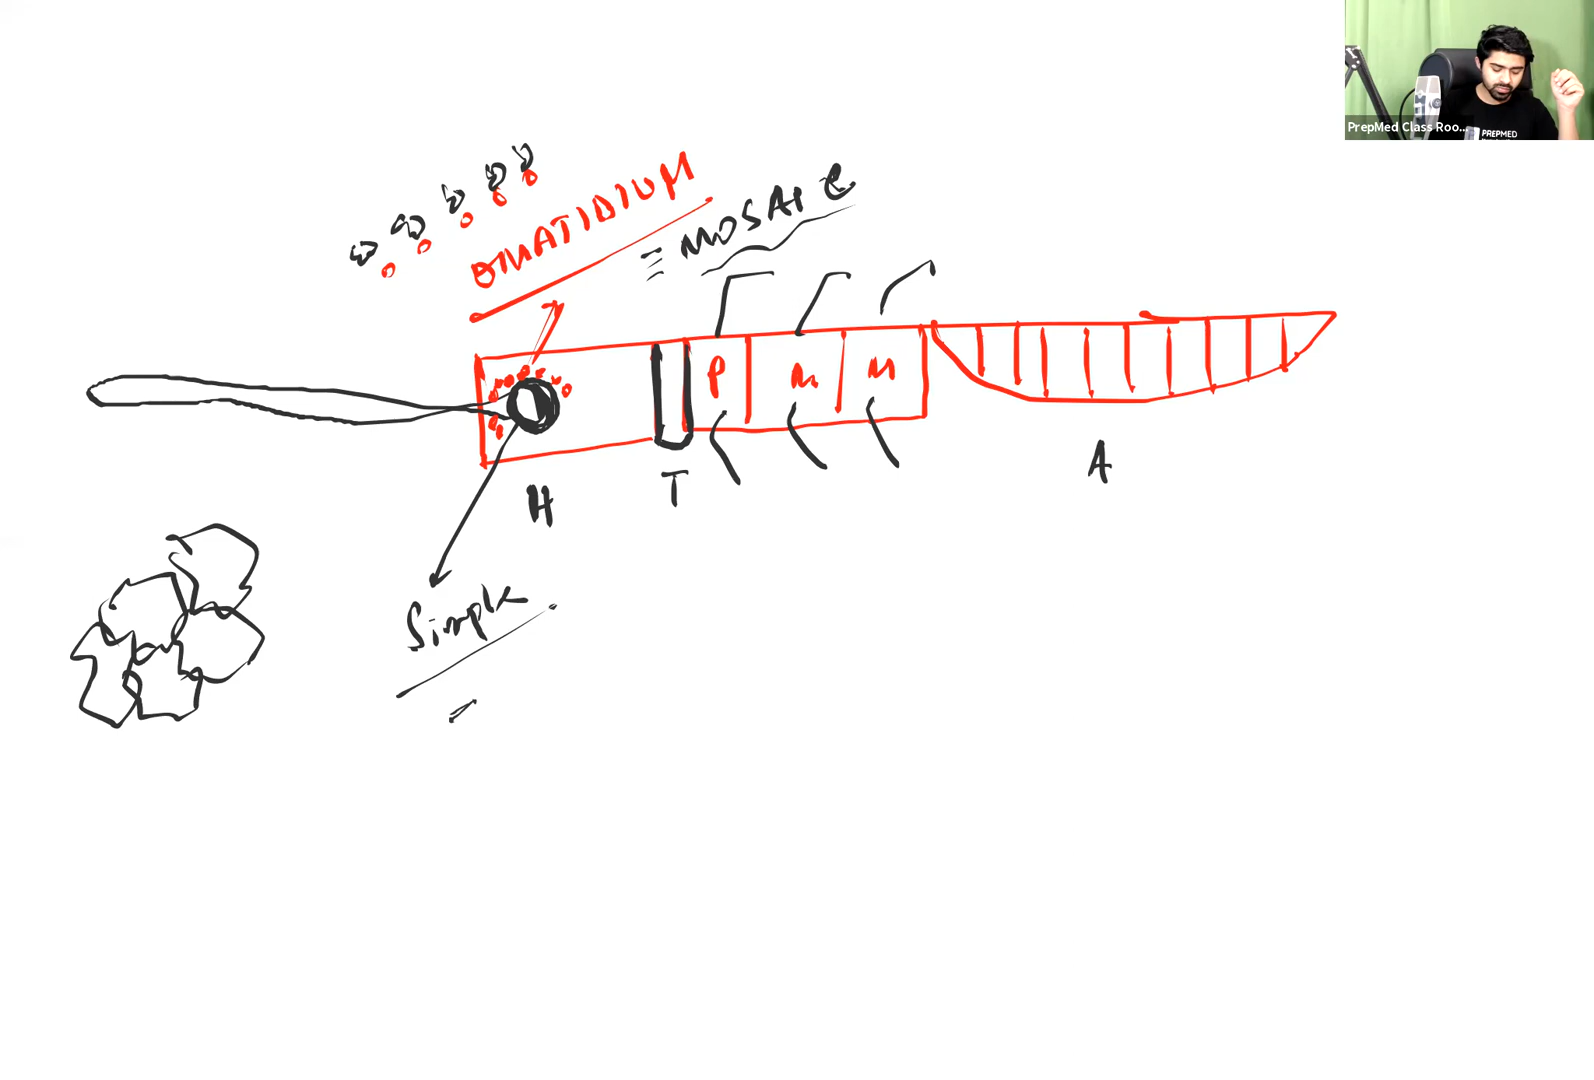 PrepMed Class Roo...
PREPMED
OMATIDIUM
= MOSAIC
P M M
H
T
A
Simple